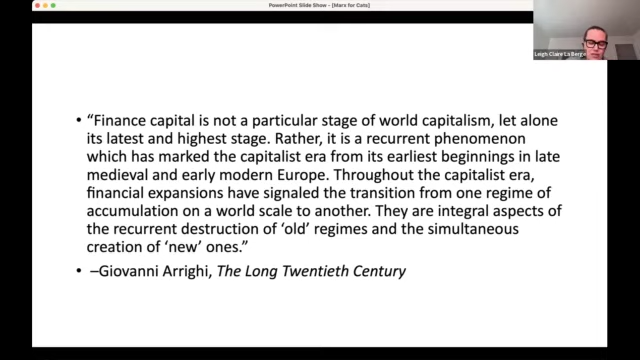 PowerPoint Slide Show - [Marx for Cats]
Leigh Claire La Berge
• “Finance capital is not a particular stage of world capitalism, let alone
its latest and highest stage. Rather, it is a recurrent phenomenon
which has marked the capitalist era from its earliest beginnings in late
medieval and early modern Europe. Throughout the capitalist era,
financial expansions have signaled the transition from one regime of
accumulation on a world scale to another. They are integral aspects of
the recurrent destruction of ‘old’ regimes and the simultaneous
creation of ‘new’ ones.”
• –Giovanni Arrighi, The Long Twentieth Century